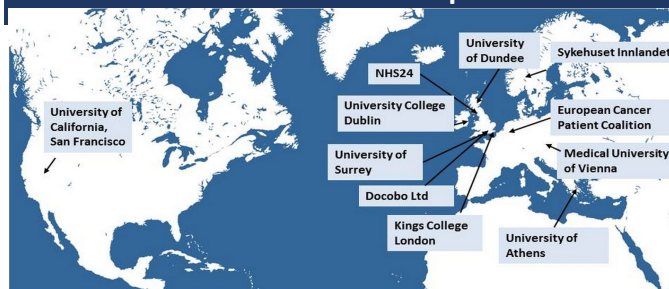 University
of Dundee
Sykehuset Innlandet
NHS24
University College
Dublin
European Cancer
Patient Coalition
University of
California,
San Francisco
University of
Surrey
Medical University
of Vienna
Docobo Ltd
Kings College
London
University of
Athens